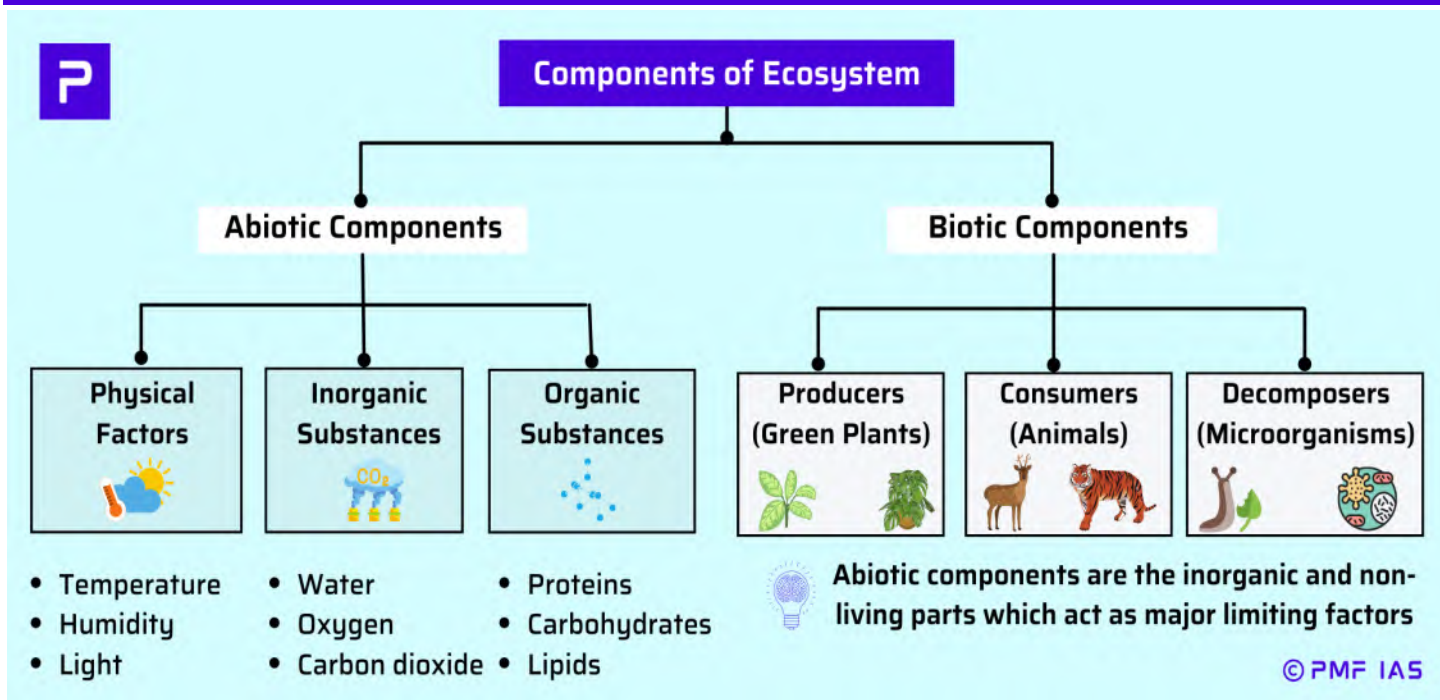 P
Components of Ecosystem
Abiotic Components
Biotic Components
Physical
Factors
Inorganic
Substances
CO₂
Organic
Substances
Producers
(Green Plants)
Consumers
(Animals)
Decomposers
(Microorganisms)
• Temperature
• Humidity
• Light
• Water
• Oxygen
• Carbon dioxide
• Proteins
• Carbohydrates
• Lipids
Abiotic components are the inorganic and non-
living parts which act as major limiting factors
© PMF IAS